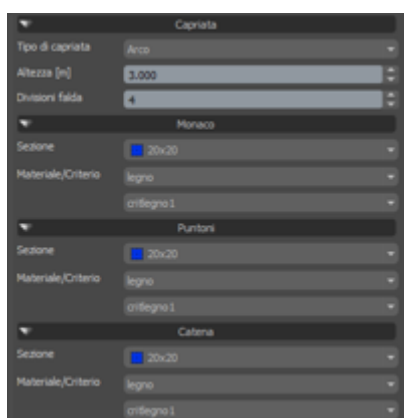 Capriata
Tipo di capriata Arco
Altezza [m] 3.000
Divisioni falda 4
Monaco
Sezione 20x20
Materiale/Criterio legno
critlegno1
Puntoni
Sezione 20x20
Materiale/Criterio legno
critlegno1
Catena
Sezione 20x20
Materiale/Criterio legno
critlegno1